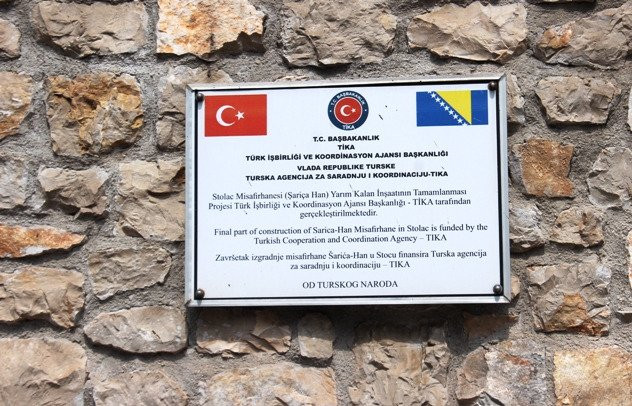 T.C. BAŞBAKANLIK
TİKA
T.C. BAŞBAKANLIK
TİKA
TÜRK İŞBİRLİĞİ VE KOORDİNASYON AJANSI BAŞKANLIĞI
VLADA REPUBLIKE TURSKE
TURSKA AGENCIJA ZA SARADNJU I KOORDINACIJU-TIKA
Stolac Misafirhanesi (Şariça Han) Yarım Kalan İnşaatının Tamamlanması
Projesi Türk İşbirliği ve Koordinasyon Ajansı Başkanlığı - TİKA tarafından
gerçekleştirilmektedir.
Final part of construction of Sarica-Han Misafirhane in Stolac is funded by the
Turkish Cooperation and Coordination Agency – TIKA
Završetak izgradnje misafirhane Šarića-Han u Stocu finansira Turska agencija
za saradnju i koordinaciju – TIKA
OD TURSKOG NARODA